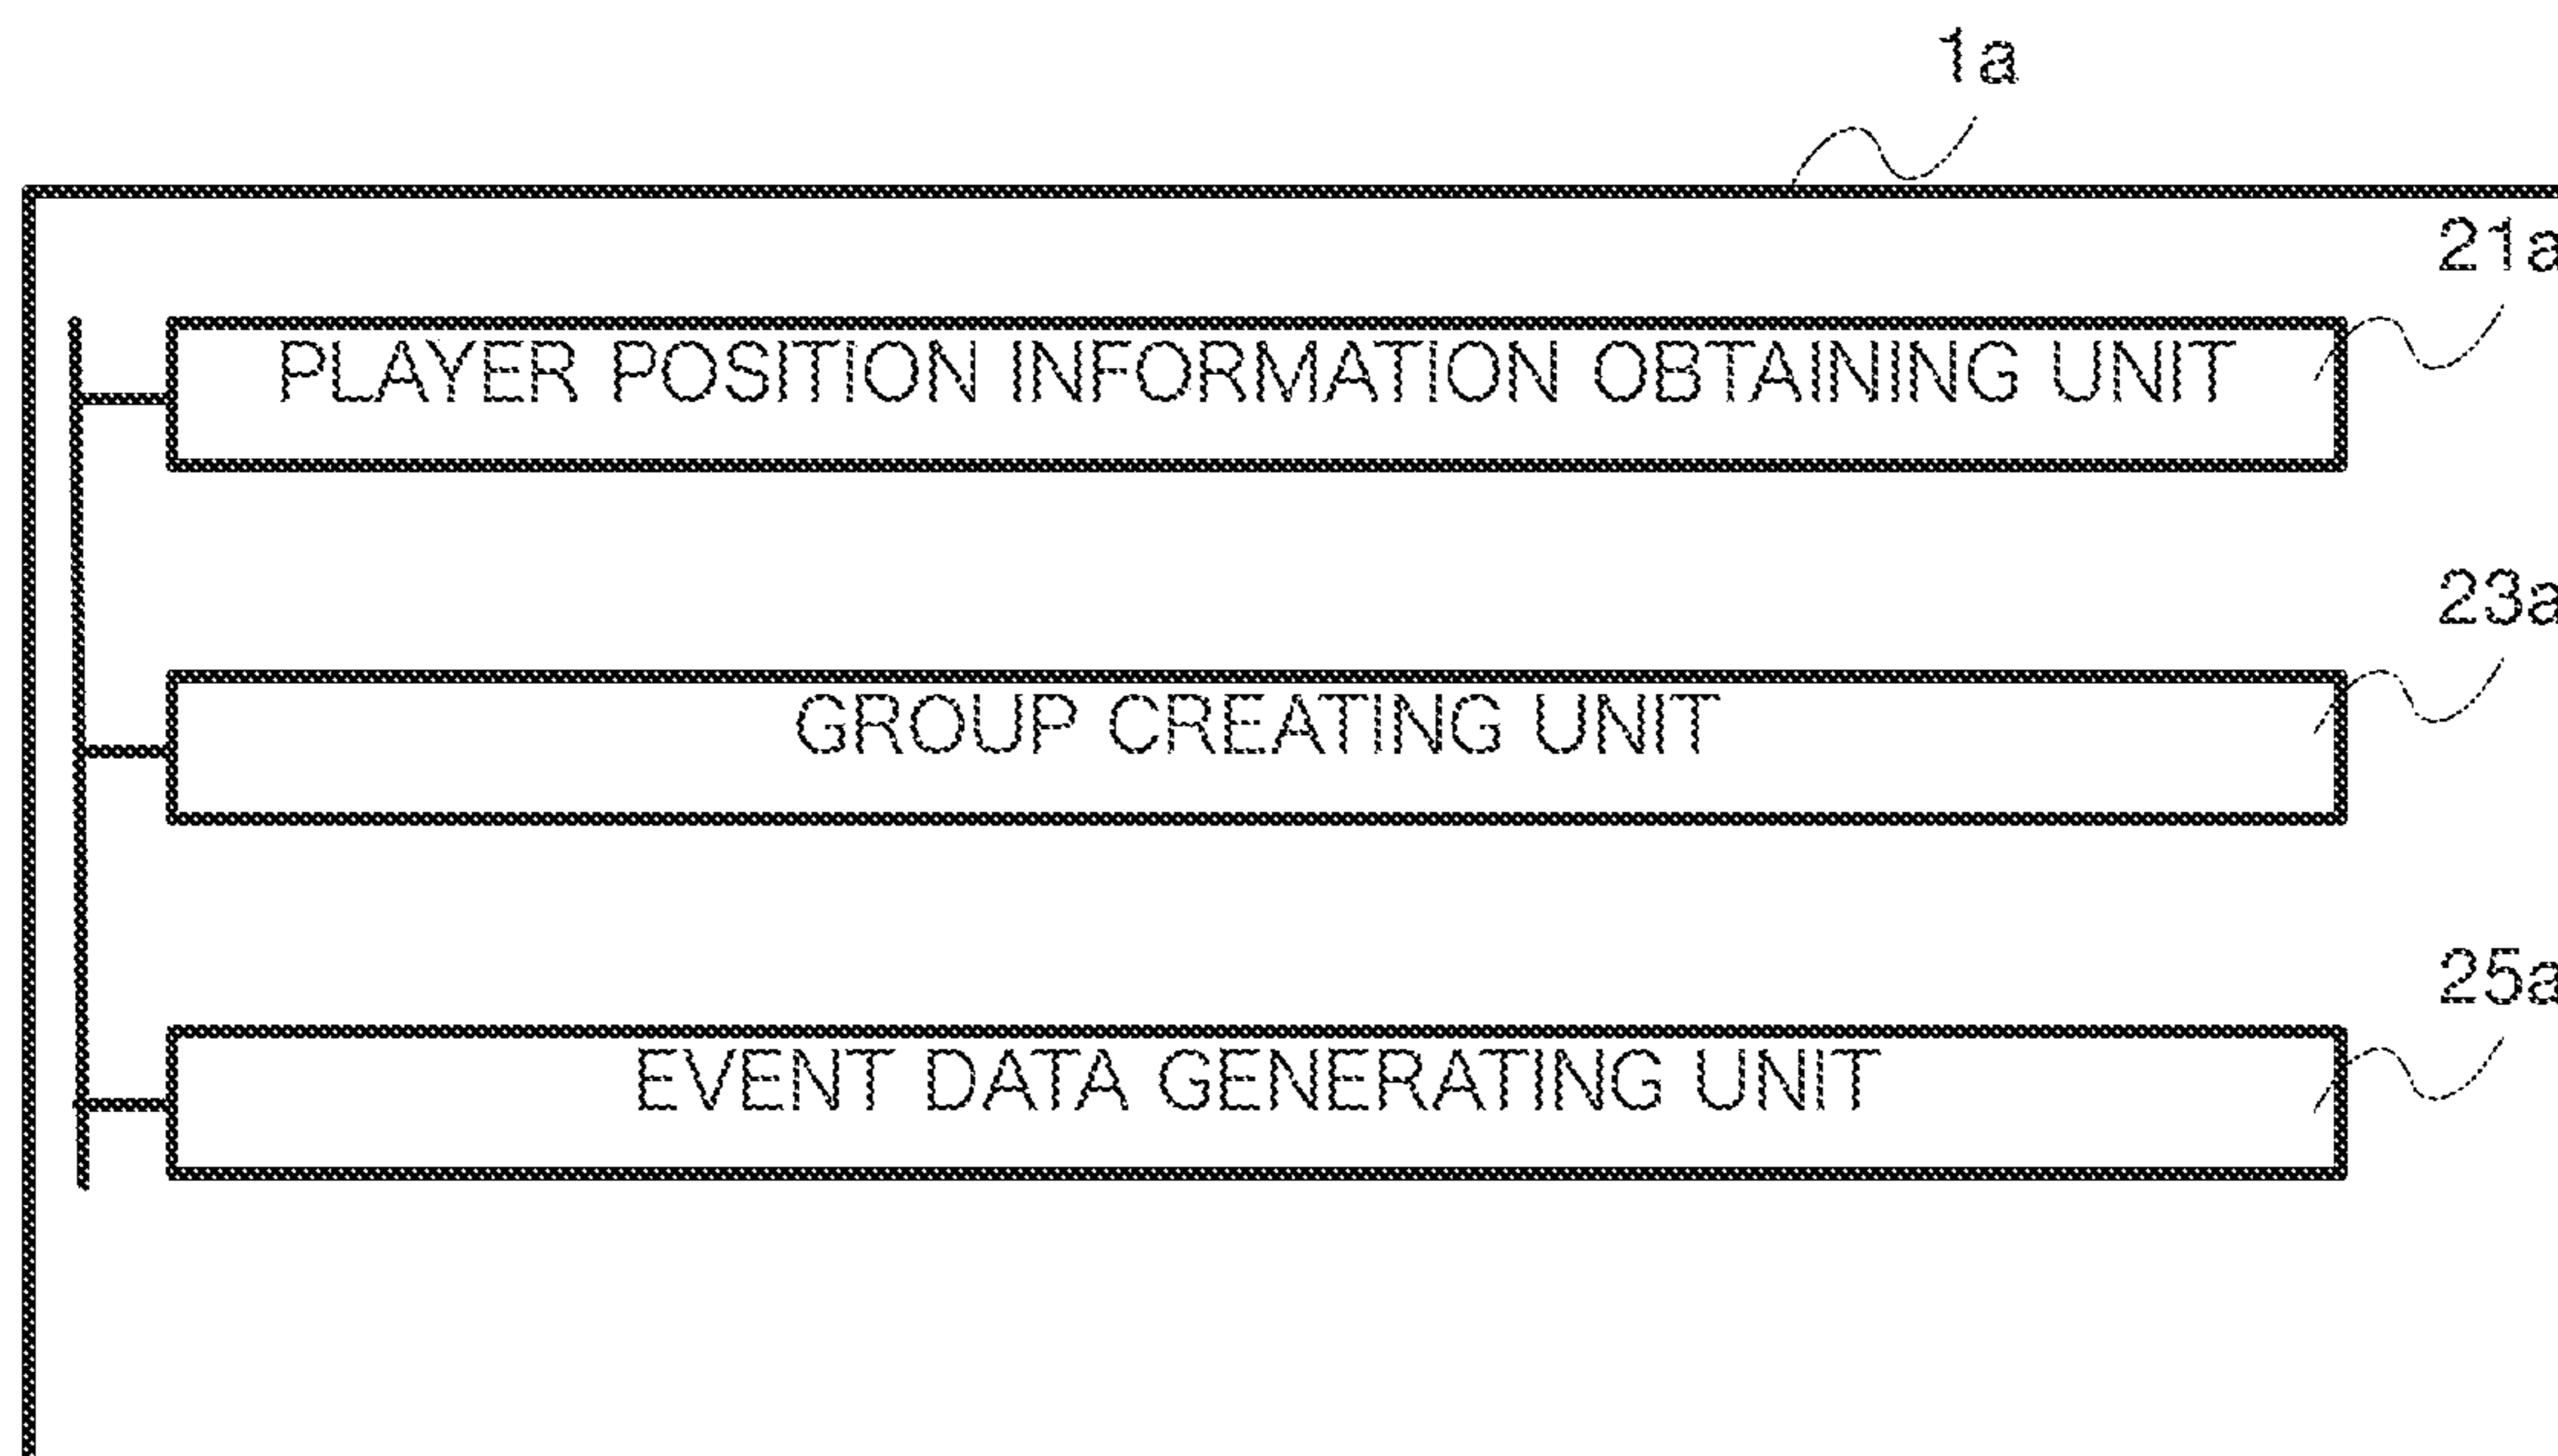 1a
21a
PLAYER POSITION INFORMATION OBTAINING UNIT
23a
GROUP CREATING UNIT
25a
EVENT DATA GENERATING UNIT